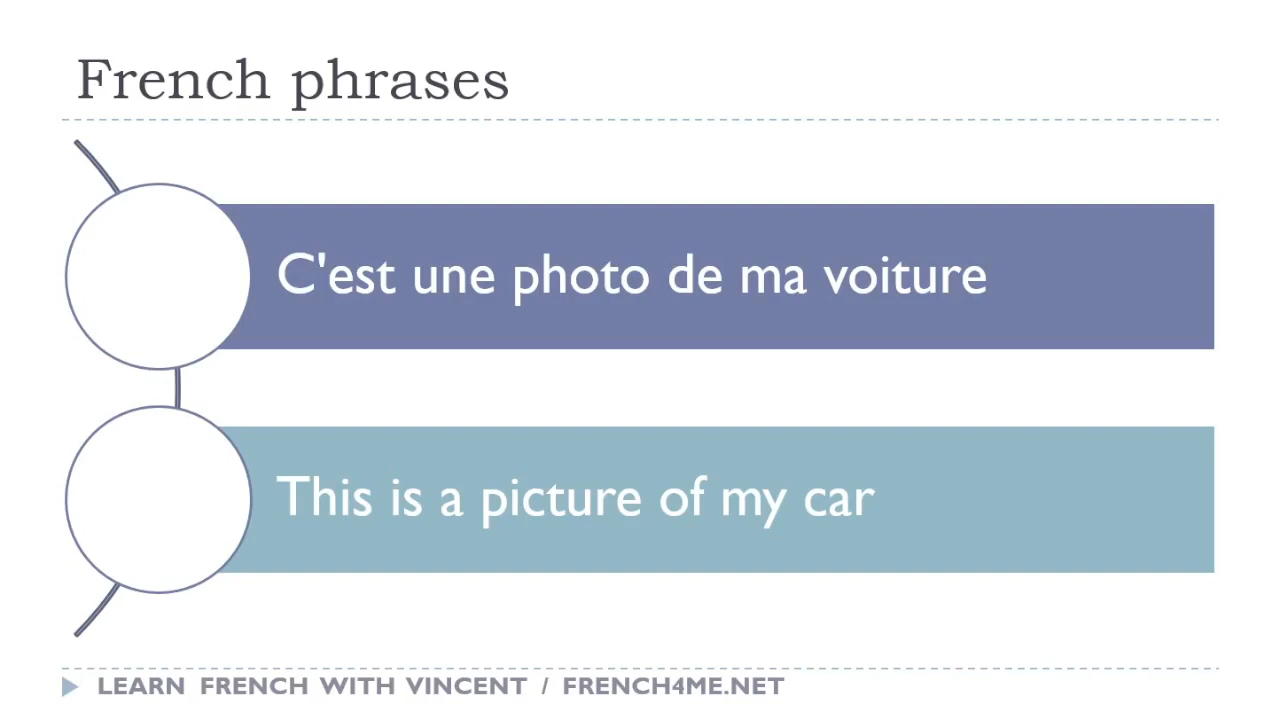 French phrases
C'est une photo de ma voiture
This is a picture of my car
LEARN FRENCH WITH VINCENT / FRENCH4ME.NET